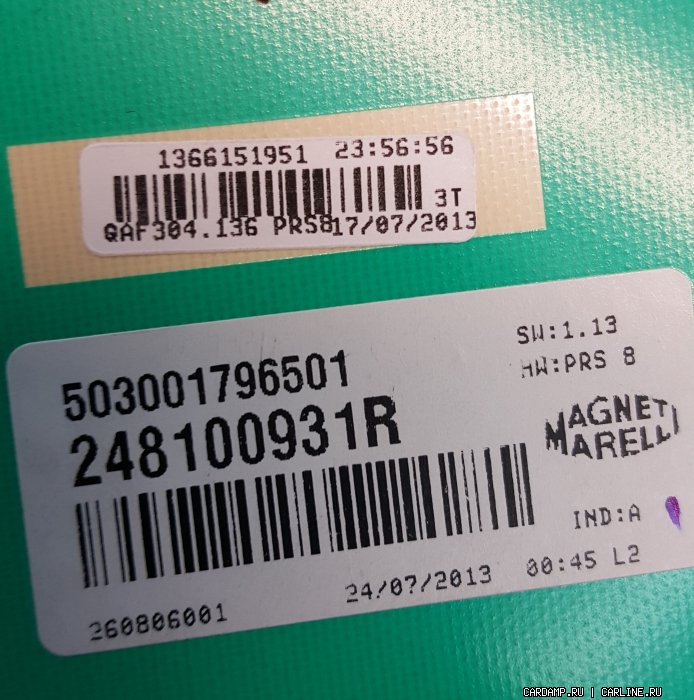 1366151951 23:56:56
3T
QAF304.136 PRS8 17/07/2013
SW:1.13
HW:PRS 8
503001796501
248100931R
MAGNETI
MARELLI
IND:A
24/07/2013 00:45 L2
260806001
CARDAMP.RU | CARLINE.RU